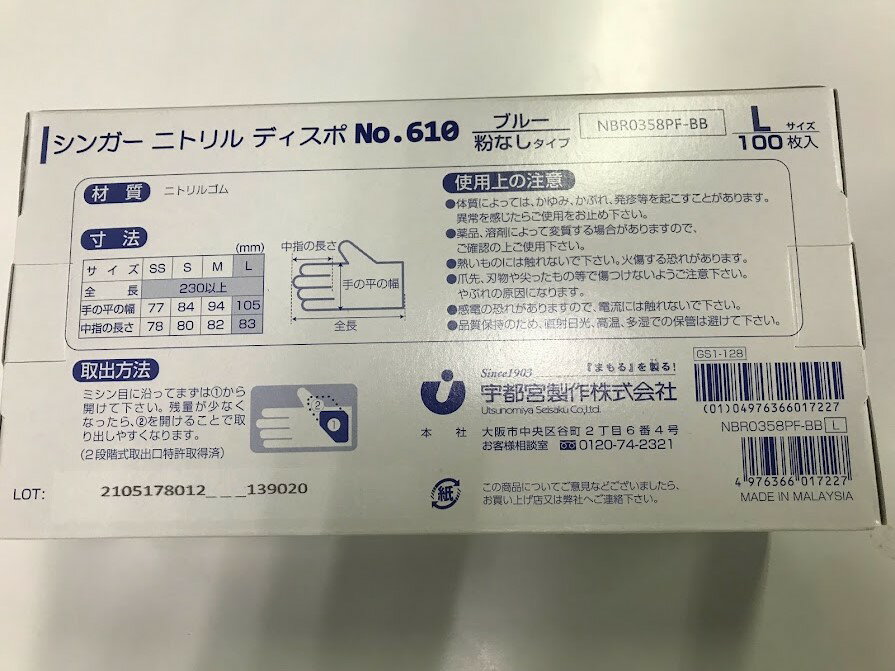 シンガー ニトリル ディスポ No.610
ブルー
粉なしタイプ
NBR0358PF-BB
L サイズ
100枚入
材質 ニトリルゴム
寸法
(mm)
サイズ SS S M L
全長 230以上
手の平の幅 77 84 94 105
中指の長さ 78 80 82 83
中指の長さ
手の平の幅
全長
使用上の注意
●体質によっては、かゆみ、かぶれ、発疹等を起こすことがあります。
異常を感じたらご使用をお止め下さい。
●薬品、溶剤によって変質する場合がありますので、
ご確認の上ご使用下さい。
●熱いものには触れないで下さい。火傷する恐れがあります。
●爪先、刃物や尖ったもの等で傷つけないようご注意下さい。
やぶれの原因になります。
●感電の恐れがありますので、電流には触れないで下さい。
●品質保持のため、直射日光、高温、多湿での保管は避けて下さい。
取出方法
ミシン目に沿ってまずは①から
開けて下さい。残量が少なく
なったら、②を開けることで取
り出しやすくなります。
(2段階式取出口特許取得済)
②
①
Since1903
『まもる』を製る!
宇都宮製作株式会社
Utsunomiya Seisaku Co.,Ltd.
本社 大阪市中央区谷町2丁目6番4号
お客様相談室 0120-74-2321
紙
この商品についてご意見などございましたら、
お買い上げ店又は弊社へご連絡下さい。
GS1-128
(01)04976366017227
NBR0358PF-BB L
4 976366 017227
MADE IN MALAYSIA
LOT: 2105178012_ _ _139020